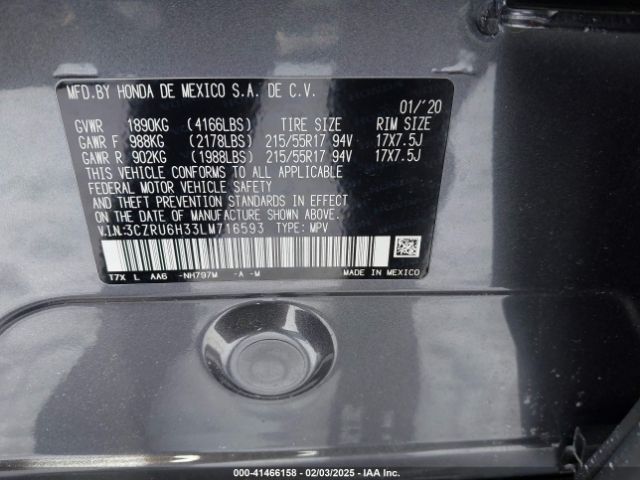 MFD.BY HONDA DE MEXICO S.A. DE C.V.
01/'20
GVWR 1890KG (4166LBS) TIRE SIZE RIM SIZE
GAWR F 988KG (2178LBS) 215/55R17 94V 17X7.5J
GAWR R 902KG (1988LBS) 215/55R17 94V 17X7.5J
THIS VEHICLE CONFORMS TO ALL APPLICABLE
FEDERAL MOTOR VEHICLE SAFETY
AND THEFT PREVENTION STANDARDS IN EFFECT
ON THE DATE OF MANUFACTURE SHOWN ABOVE.
V.I.N:3CZRU6H33LM716593 TYPE: MPV
T7X L AA6 -NH797M -A -M MADE IN MEXICO
000-41466158 - 02/03/2025 - IAA Inc.